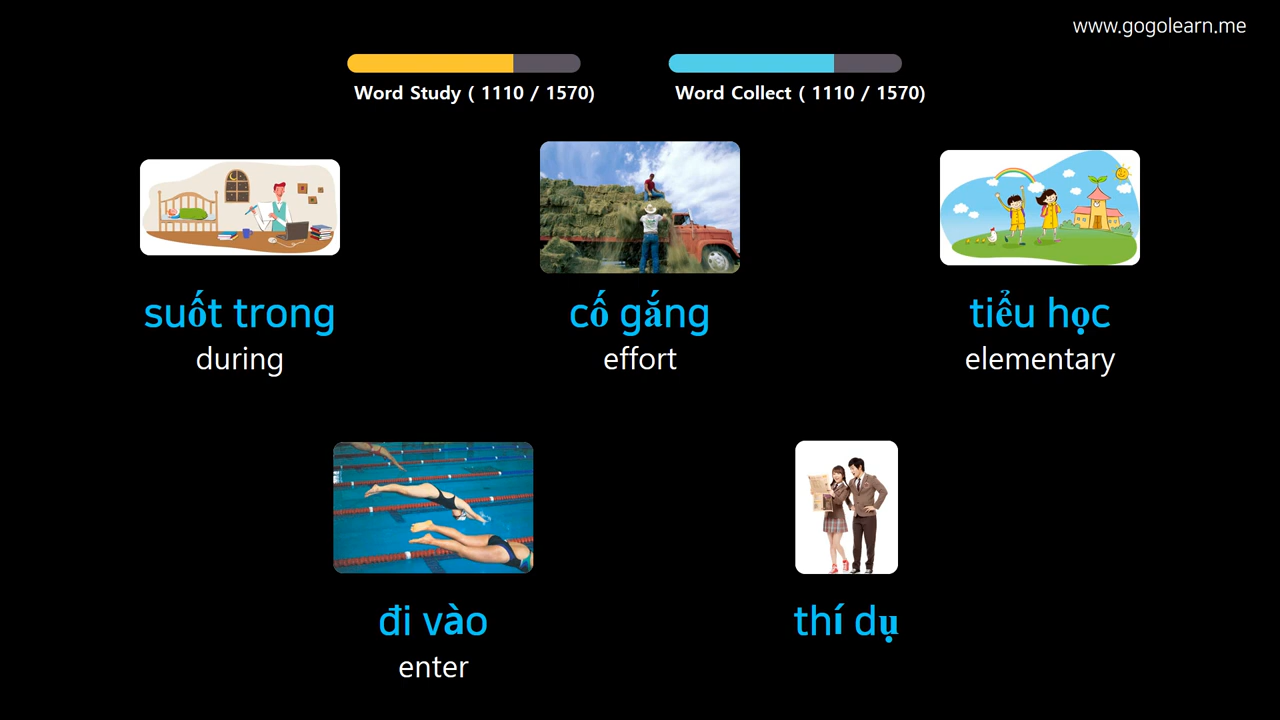 www.gogolearn.me
Word Study ( 1110 / 1570)
Word Collect ( 1110 / 1570)
suốt trong
during
cố gắng
effort
tiểu học
elementary
đi vào
enter
thí dụ